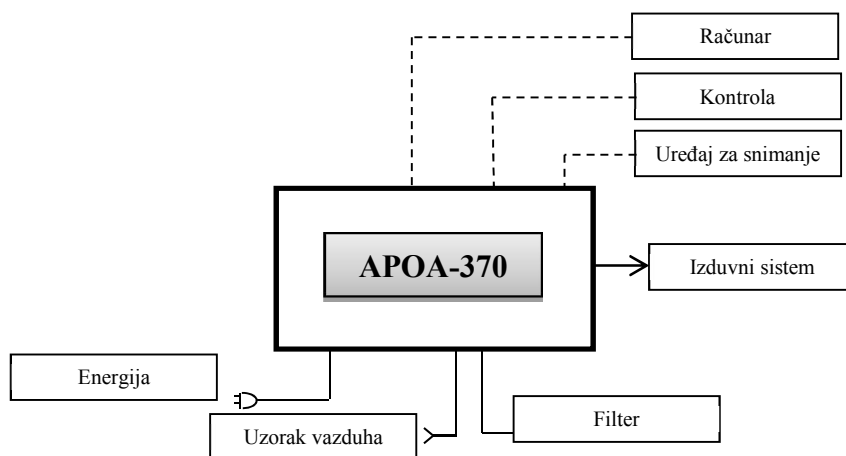 Računar
Kontrola
Uređaj za snimanje
APOA-370
Izduvni sistem
Energija
Uzorak vazduha
Filter